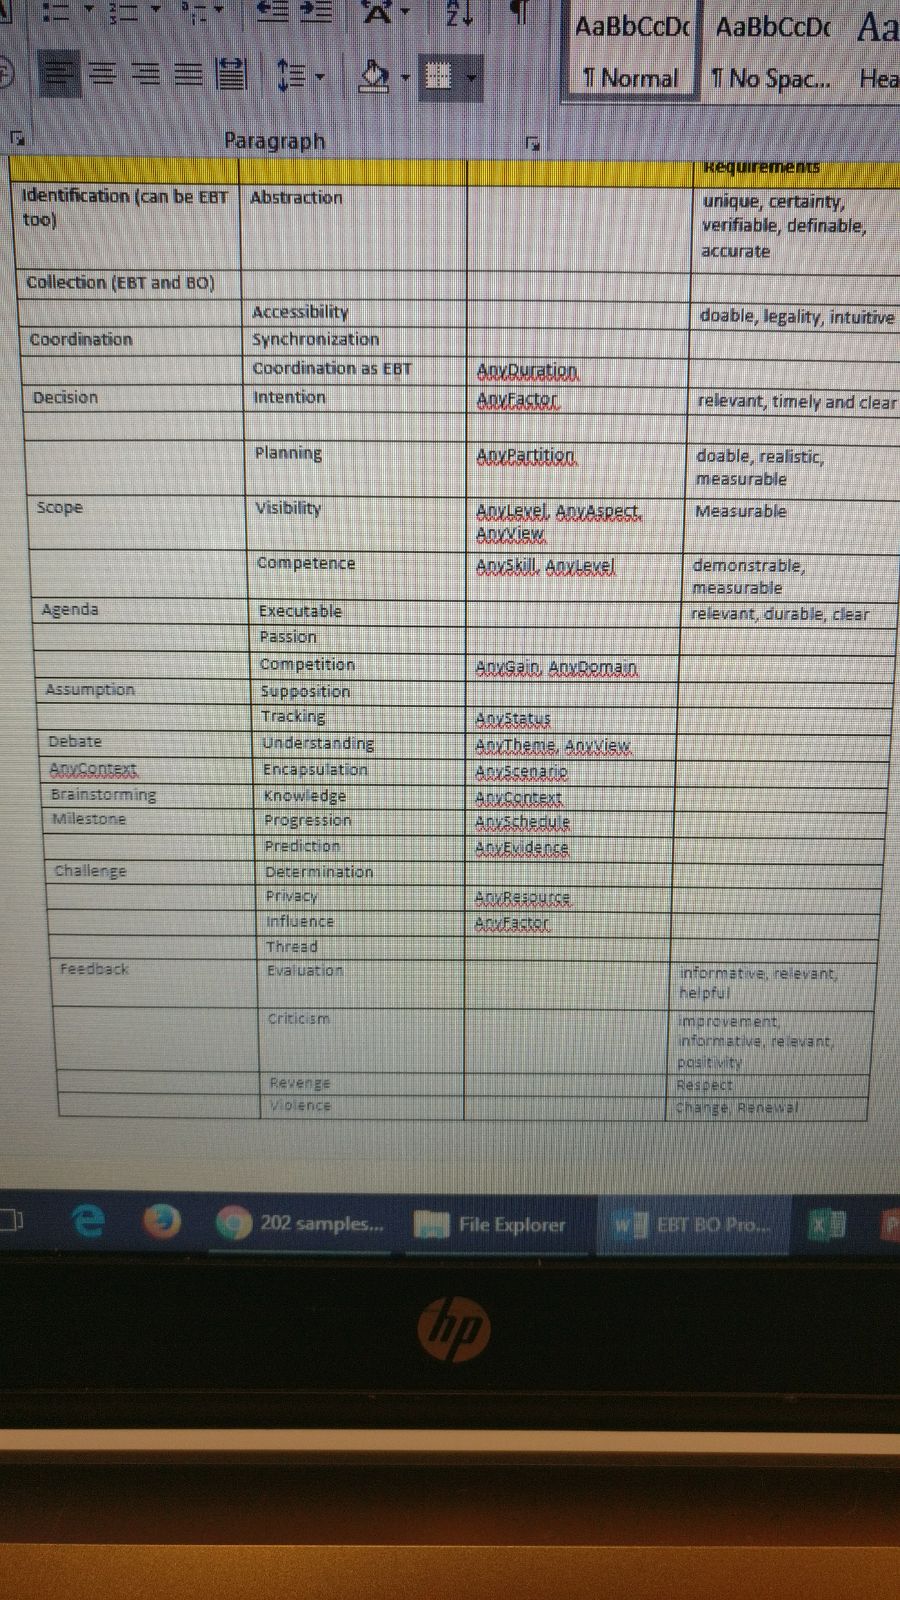 AaBbCcDc AaBbCcDc Aa
¶ Normal ¶ No Spac... Hea
Paragraph
Requirements
Identification (can be EBT Abstraction unique, certainty,
too) verifiable, definable,
accurate
Collection (EBT and BO)
Accessibility doable, legality, intuitive
Coordination Synchronization
Coordination as EBT AnyDuration
Decision Intention AnyFactor relevant, timely and clear
Planning AnyPartition doable, realistic,
measurable
Scope Visibility AnyLevel, AnyAspect, Measurable
AnyView
Competence AnySkill, AnyLevel demonstrable,
measurable
Agenda Executable relevant, durable, clear
Passion
Competition AnyGain, AnyDomain
Assumption Supposition
Tracking AnyStatus
Debate Understanding AnyTheme, AnyView
AnyContext Encapsulation AnyScenario
Brainstorming Knowledge AnyContext
Milestone Progression AnySchedule
Prediction AnyEvidence
Challenge Determination
Privacy AnyResource
Influence AnyFactor
Thread
Feedback Evaluation informative, relevant,
helpful
Criticism improvement,
informative, relevant,
positivity
Revenge Respect
Violence Change, Renewal
202 samples... File Explorer EBT BO Pro...
hp